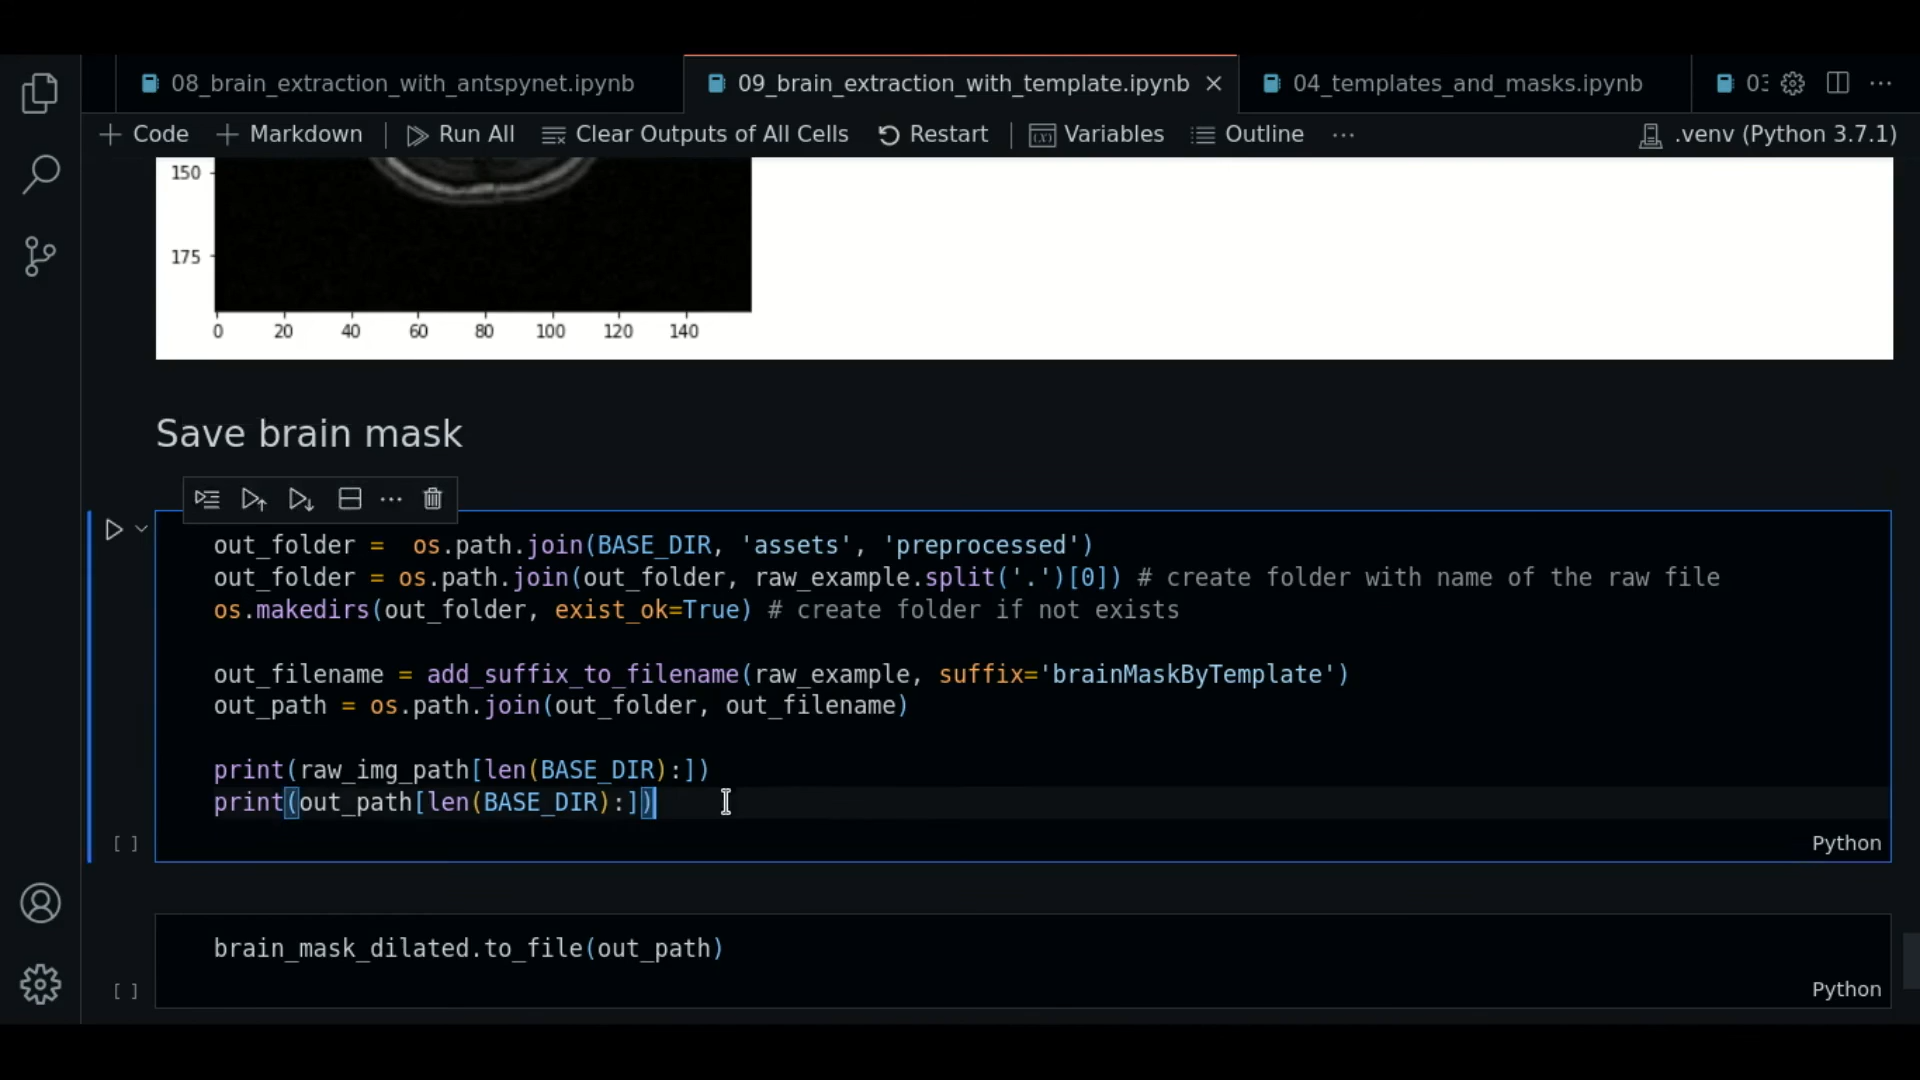 08_brain_extraction_with_antspynet.ipynb
09_brain_extraction_with_template.ipynb
04_templates_and_masks.ipynb
Code
Markdown
Run All
Clear Outputs of All Cells
Restart
Variables
Outline
.venv (Python 3.7.1)
150
175
0 20 40 60 80 100 120 140
Save brain mask
out_folder =  os.path.join(BASE_DIR, 'assets', 'preprocessed')
out_folder = os.path.join(out_folder, raw_example.split('.')[0]) # create folder with name of the raw file
os.makedirs(out_folder, exist_ok=True) # create folder if not exists
out_filename = add_suffix_to_filename(raw_example, suffix='brainMaskByTemplate')
out_path = os.path.join(out_folder, out_filename)
print(raw_img_path[len(BASE_DIR):])
print(out_path[len(BASE_DIR):])
[ ]
Python
brain_mask_dilated.to_file(out_path)
[ ]
Python